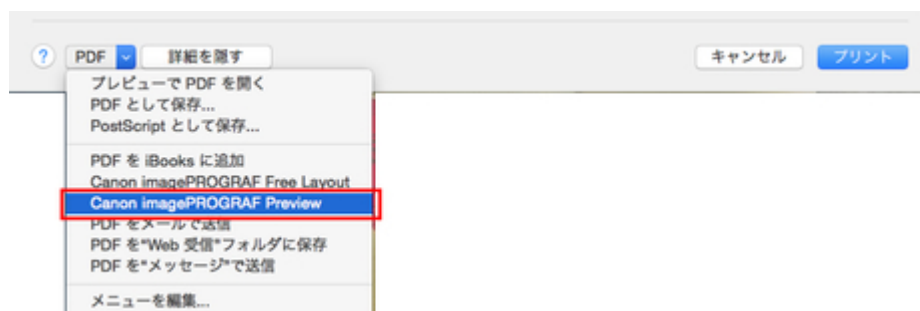 ? PDF 詳細を隠す キャンセル プリント
プレビューで PDF を開く
PDF として保存...
PostScript として保存...
PDF を iBooks に追加
Canon imagePROGRAF Free Layout
Canon imagePROGRAF Preview
PDF をメールで送信
PDF を"Web 受信"フォルダに保存
PDF を"メッセージ"で送信
メニューを編集...